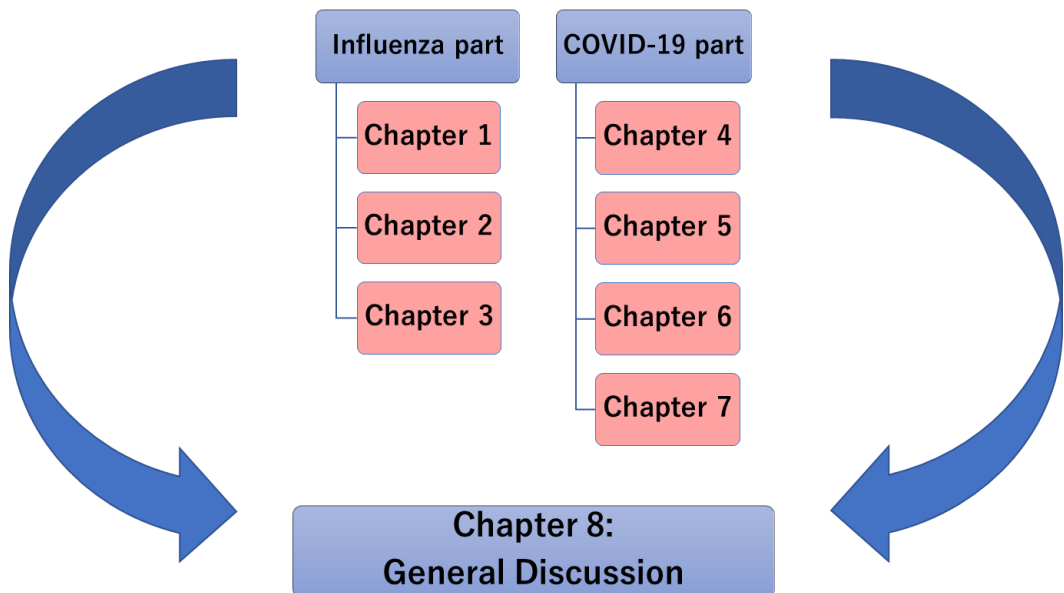 Influenza part
Chapter 1
Chapter 2
Chapter 3
COVID-19 part
Chapter 4
Chapter 5
Chapter 6
Chapter 7
Chapter 8:
General Discussion